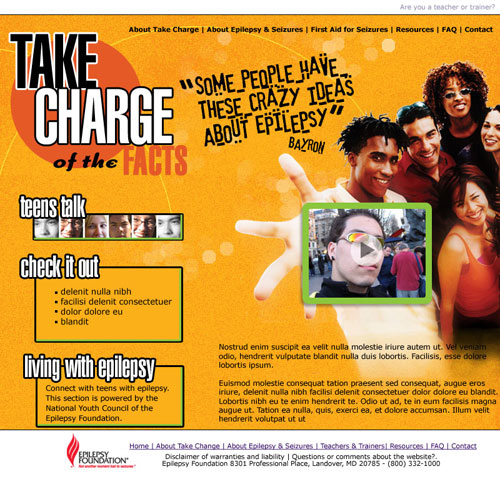 Are you a teacher or trainer?
About Take Charge | About Epilepsy & Seizures | First Aid for Seizures | Resources | FAQ | Contact
TAKE
CHARGE
of the FACTS
"SOME PEOPLE HAVE
THESE CRAZY IDEAS
ABOUT EPILEPSY"
BAYRON
teens talk
check it out
• delenit nulla nibh
• facilisi delenit consectetuer
• dolor dolore eu
• blandit
living with epilepsy
Connect with teens with epilepsy.
This section is powered by the
National Youth Council of the
Epilepsy Foundation.
Nostrud enim suscipit ea velit nulla molestie iriure autem ut. Vel veniam
odio, hendrerit vulputate blandit nulla duis lobortis. Facilisis, esse dolore
lobortis ipsum.
Euismod molestie consequat tation praesent sed consequat, augue eros
iriure, delenit nulla nibh facilisi delenit consectetuer dolor dolore eu blandit.
Lobortis nibh eu te enim hendrerit te. Odio ut ad, te in eum facilisis magna
augue ut. Tation ea nulla, quis, exerci ea, et dolore accumsan. Illum velit
hendrerit volutpat ut ut
EPILEPSY
FOUNDATION®
Not another moment lost to seizures™
Home | About Take Charge | About Epilepsy & Seizures | Teachers & Trainers| Resources | FAQ | Contact
Disclaimer of warranties and liability | Questions or comments about the website?.
Epilepsy Foundation 8301 Professional Place, Landover, MD 20785 - (800) 332-1000